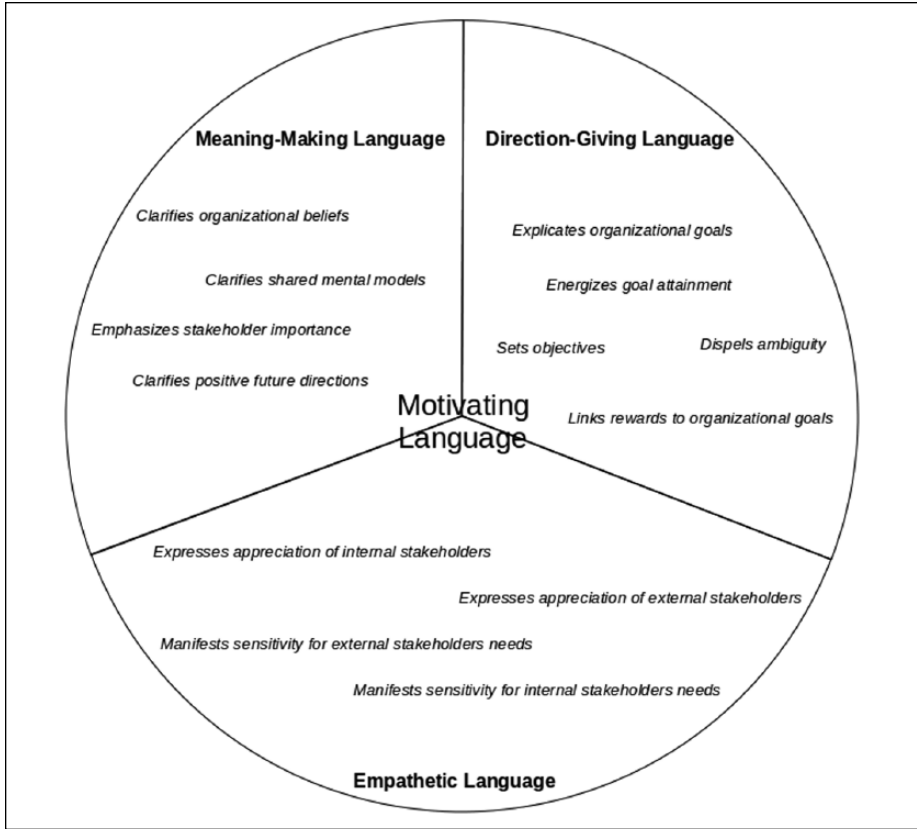 Meaning-Making Language
Clarifies organizational beliefs
Clarifies shared mental models
Emphasizes stakeholder importance
Clarifies positive future directions
Direction-Giving Language
Explicates organizational goals
Energizes goal attainment
Sets objectives
Dispels ambiguity
Links rewards to organizational goals
Motivating
Language
Expresses appreciation of internal stakeholders
Expresses appreciation of external stakeholders
Manifests sensitivity for external stakeholders needs
Manifests sensitivity for internal stakeholders needs
Empathetic Language